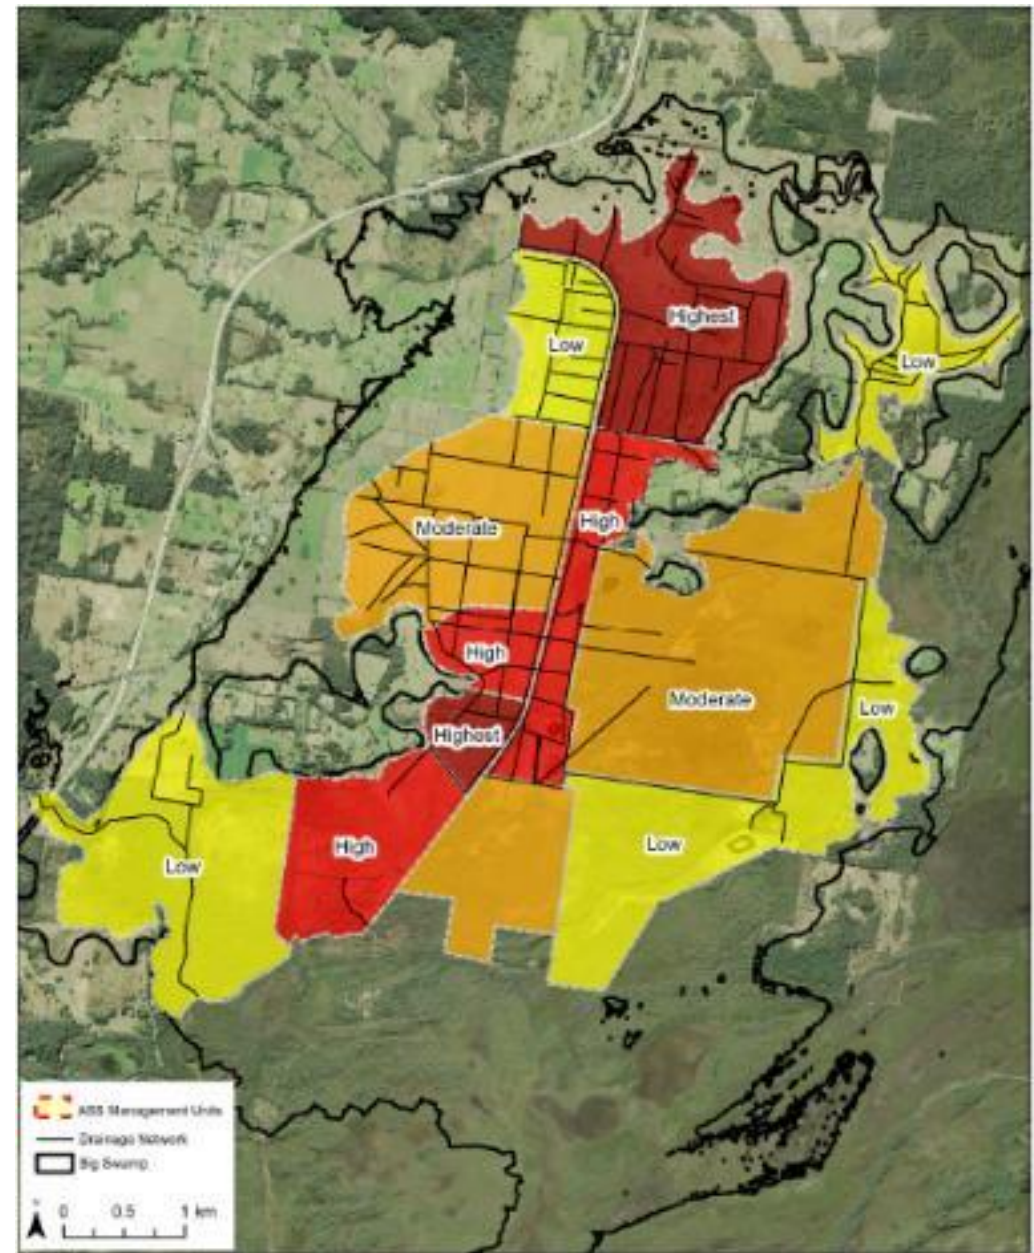 Highest
Low
Low
High
Moderate
High
Moderate
Low
Highest
High
Low
Low
ASS Management Units
Drainage Network
Big Swamp
N
0 0.5 1 km